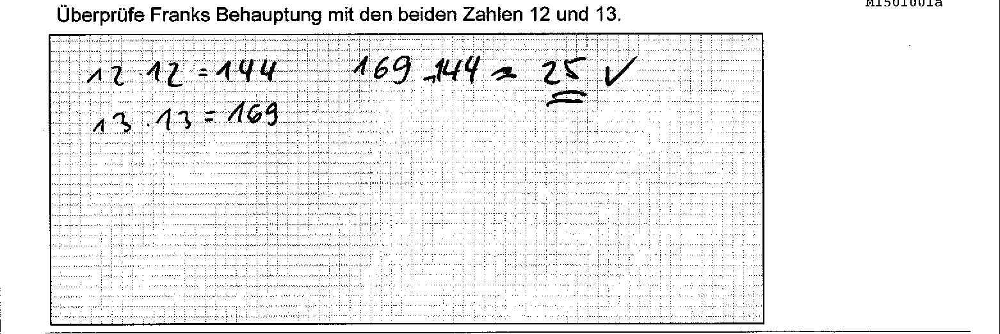 M1501001a
Überprüfe Franks Behauptung mit den beiden Zahlen 12 und 13.
12 · 12 = 144 169 - 144 = 25 ✓
13 · 13 = 169